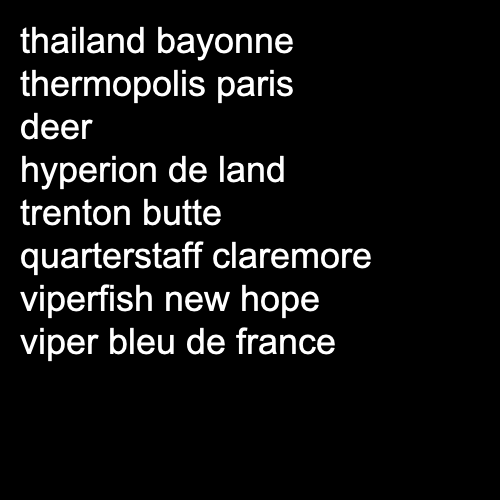 thailand bayonne
thermopolis paris
deer
hyperion de land
trenton butte
quarterstaff claremore
viperfish new hope
viper bleu de france